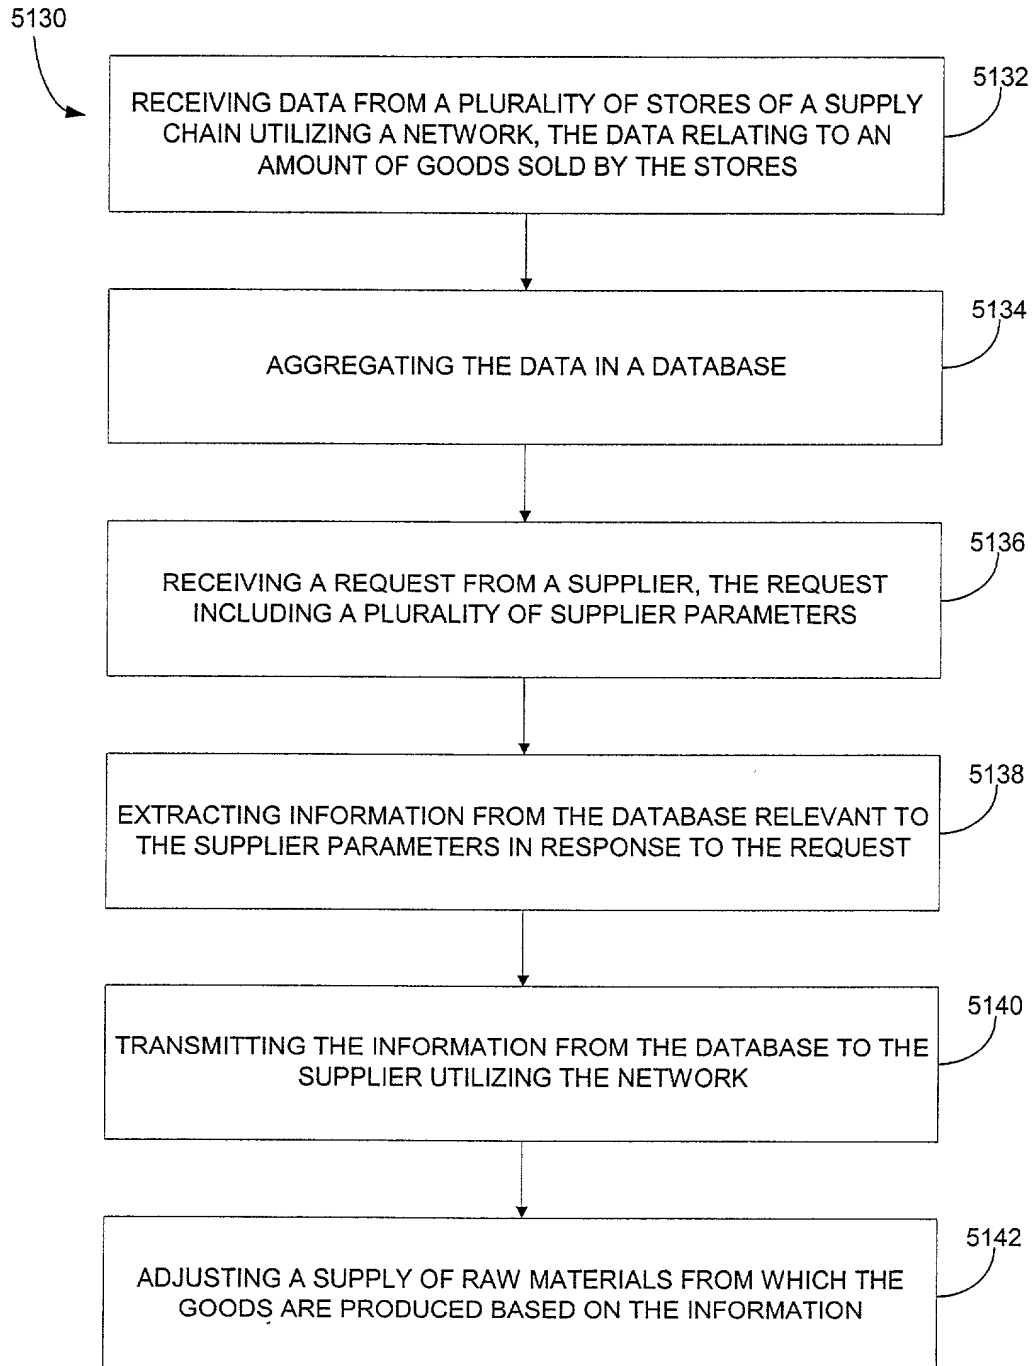 5130
5132
RECEIVING DATA FROM A PLURALITY OF STORES OF A SUPPLY
CHAIN UTILIZING A NETWORK, THE DATA RELATING TO AN
AMOUNT OF GOODS SOLD BY THE STORES
5134
AGGREGATING THE DATA IN A DATABASE
5136
RECEIVING A REQUEST FROM A SUPPLIER, THE REQUEST
INCLUDING A PLURALITY OF SUPPLIER PARAMETERS
5138
EXTRACTING INFORMATION FROM THE DATABASE RELEVANT TO
THE SUPPLIER PARAMETERS IN RESPONSE TO THE REQUEST
5140
TRANSMITTING THE INFORMATION FROM THE DATABASE TO THE
SUPPLIER UTILIZING THE NETWORK
5142
ADJUSTING A SUPPLY OF RAW MATERIALS FROM WHICH THE
GOODS ARE PRODUCED BASED ON THE INFORMATION